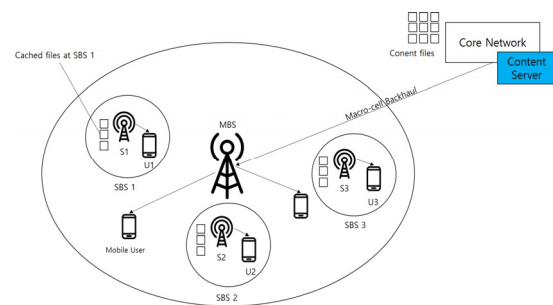 Conent files
Core Network
Content
Server
Cached files at SBS 1
Macro-cell Backhaul
MBS
S1
U1
SBS 1
S3
U3
SBS 3
Mobile User
S2
U2
SBS 2